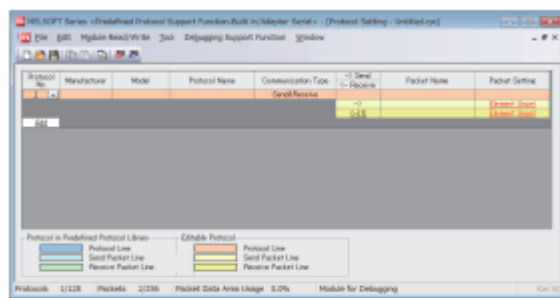 MELSOFT Series <Predefined Protocol Support Function-Built-in/Adapter Serial> - [Protocol Setting - Untitled.tpx]
File Edit Module Read/Write Tool Debugging Support Function Window
Protocol No. Manufacturer Model Protocol Name Communication Type -> Send <- Receive Packet Name Packet Setting
1 Send&Receive
-> Element Unset
<-(1) Element Unset
Add
Protocol in Predefined Protocol Library Editable Protocol
Protocol Line Protocol Line
Send Packet Line Send Packet Line
Receive Packet Line Receive Packet Line
Protocols 1/128 Packets 2/256 Packet Data Area Usage 0.0% Module for Debugging